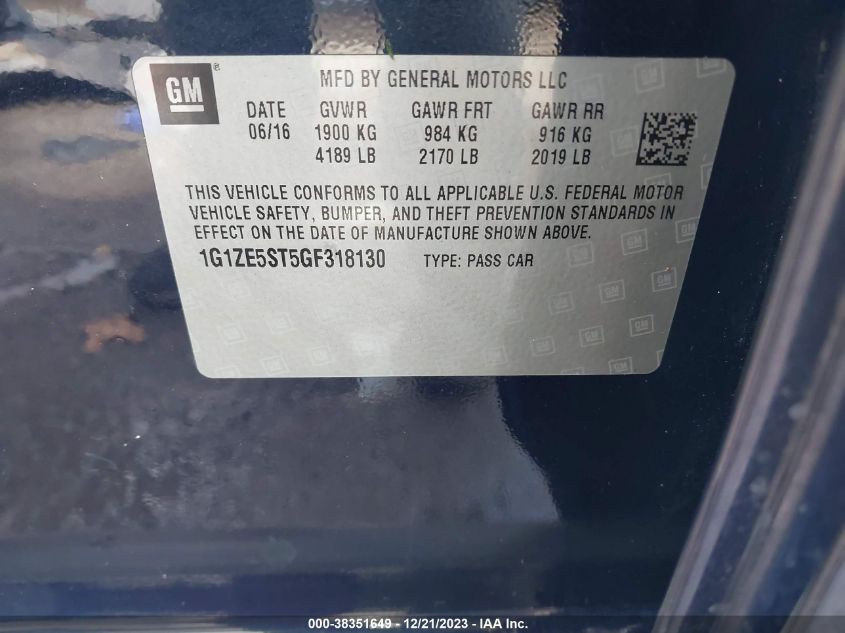 GM
MFD BY GENERAL MOTORS LLC
DATE GVWR GAWR FRT GAWR RR
06/16 1900 KG 984 KG 916 KG
4189 LB 2170 LB 2019 LB
THIS VEHICLE CONFORMS TO ALL APPLICABLE U.S. FEDERAL MOTOR
VEHICLE SAFETY, BUMPER, AND THEFT PREVENTION STANDARDS IN
EFFECT ON THE DATE OF MANUFACTURE SHOWN ABOVE.
1G1ZE5ST5GF318130 TYPE: PASS CAR
000-38351649 - 12/21/2023 - IAA Inc.